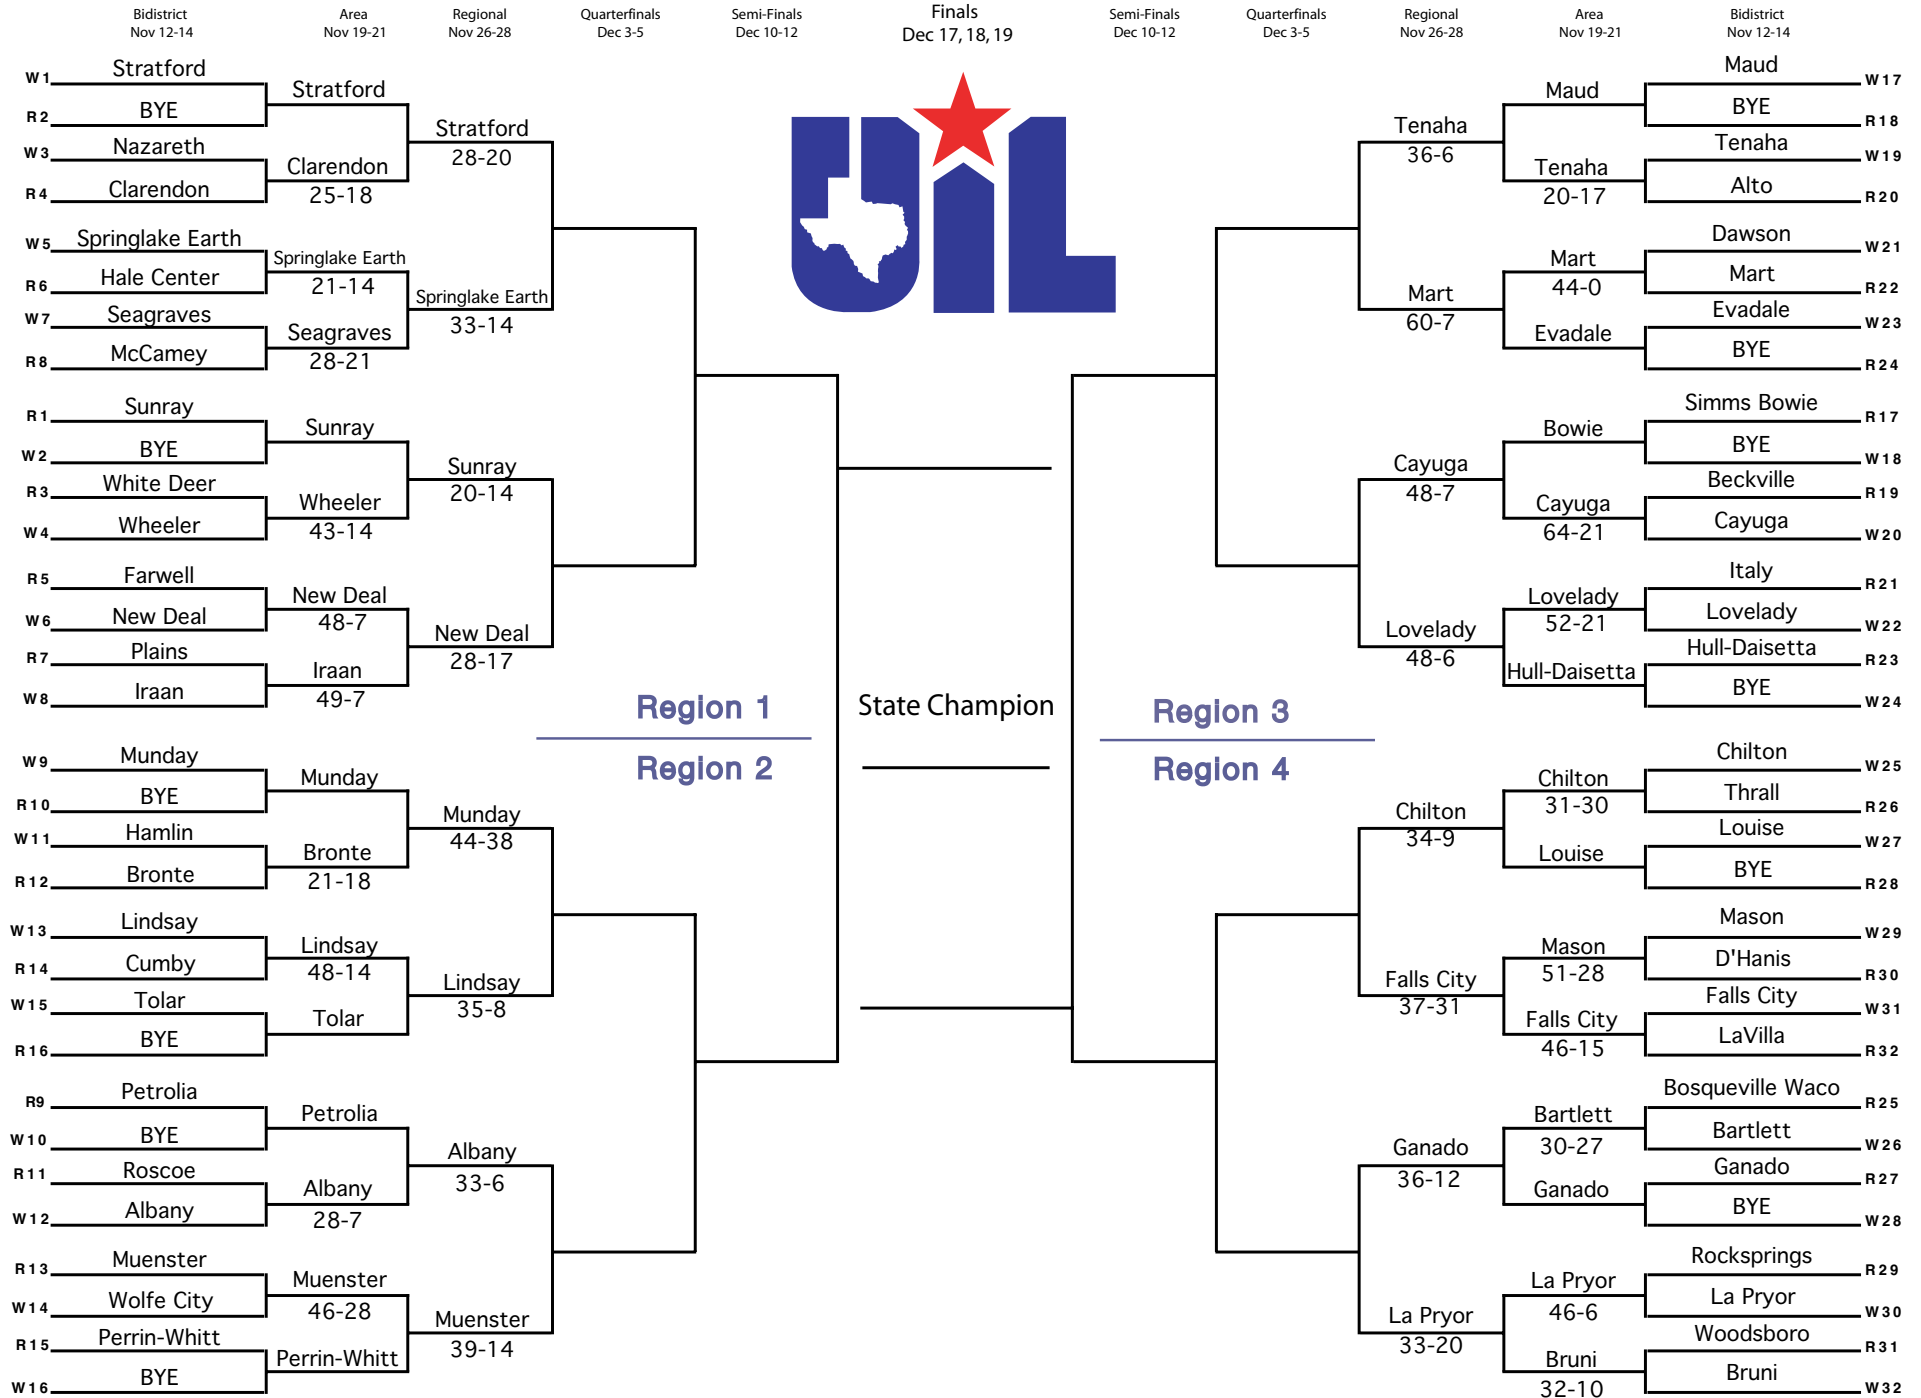 Bidistrict
Nov 12-14
Area
Nov 19-21
Regional
Nov 26-28
Quarterfinals
Dec 3-5
Semi-Finals
Dec 10-12
Finals
Dec 17, 18, 19
Semi-Finals
Dec 10-12
Quarterfinals
Dec 3-5
Regional
Nov 26-28
Area
Nov 19-21
Bidistrict
Nov 12-14
UIL
W1 Stratford
R2 BYE
W3 Nazareth
R4 Clarendon
W5 Springlake Earth
R6 Hale Center
W7 Seagraves
R8 McCamey
R1 Sunray
W2 BYE
R3 White Deer
W4 Wheeler
R5 Farwell
W6 New Deal
R7 Plains
W8 Iraan
W9 Munday
R10 BYE
W11 Hamlin
R12 Bronte
W13 Lindsay
R14 Cumby
W15 Tolar
R16 BYE
R9 Petrolia
W10 BYE
R11 Roscoe
W12 Albany
R13 Muenster
W14 Wolfe City
R15 Perrin-Whitt
W16 BYE
Stratford
Clarendon
25-18
Springlake Earth
21-14
Seagraves
28-21
Sunray
Wheeler
43-14
New Deal
48-7
Iraan
49-7
Munday
Bronte
21-18
Lindsay
48-14
Tolar
Petrolia
Albany
28-7
Muenster
46-28
Perrin-Whitt
Stratford
28-20
Springlake Earth
33-14
Sunray
20-14
New Deal
28-17
Munday
44-38
Lindsay
35-8
Albany
33-6
Muenster
39-14
Region 1
Region 2
State Champion
Region 3
Region 4
Tenaha
36-6
Mart
60-7
Cayuga
48-7
Lovelady
48-6
Chilton
34-9
Falls City
37-31
Ganado
36-12
La Pryor
33-20
Maud
Tenaha
20-17
Mart
44-0
Evadale
Bowie
Cayuga
64-21
Lovelady
52-21
Hull-Daisetta
Chilton
31-30
Louise
Mason
51-28
Falls City
46-15
Bartlett
30-27
Ganado
La Pryor
46-6
Bruni
32-10
Maud W17
BYE R18
Tenaha W19
Alto R20
Dawson W21
Mart R22
Evadale W23
BYE R24
Simms Bowie R17
BYE W18
Beckville R19
Cayuga W20
Italy R21
Lovelady W22
Hull-Daisetta R23
BYE W24
Chilton W25
Thrall R26
Louise W27
BYE R28
Mason W29
D'Hanis R30
Falls City W31
LaVilla R32
Bosqueville Waco R25
Bartlett W26
Ganado R27
BYE W28
Rocksprings R29
La Pryor W30
Woodsboro R31
Bruni W32